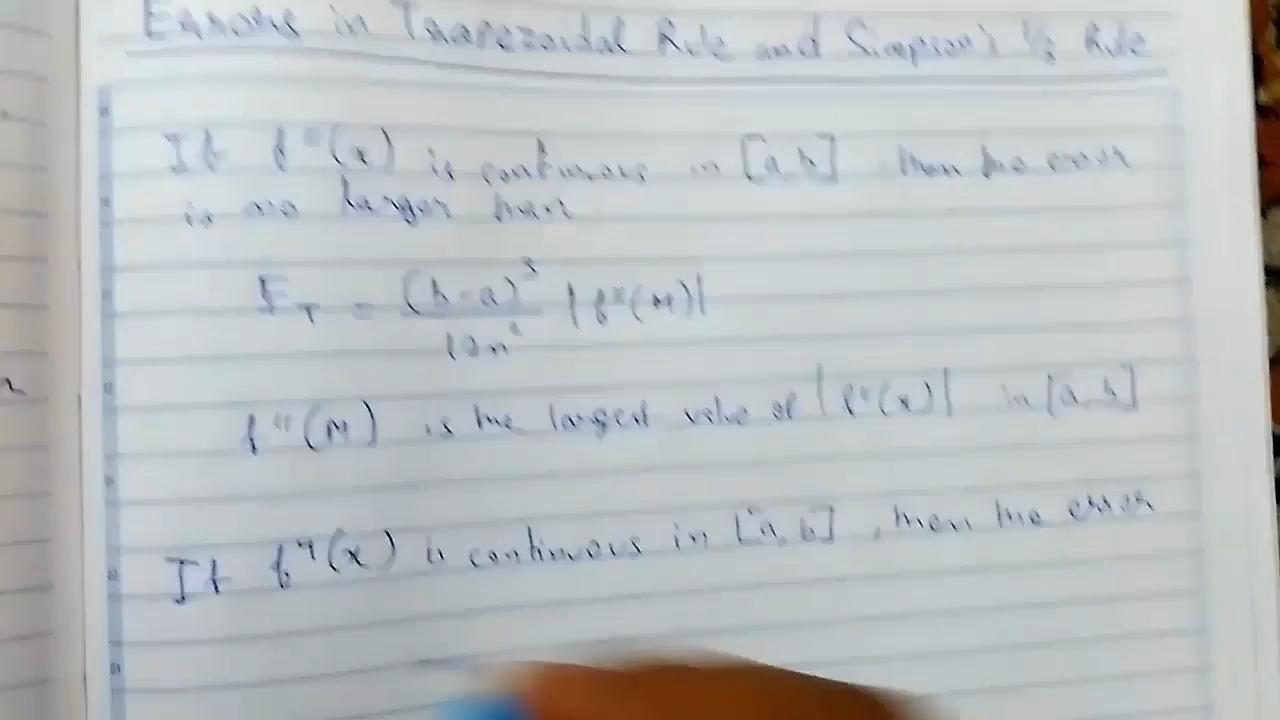 Errors in Trapezoidal Rule and Simpson's 1/3 Rule
If f''(x) is continuous in [a,b] then the error
is no larger than
E_T = (b-a)^3 / 12n^2 |f''(M)|
f''(M) is the largest value of |f''(x)| in [a,b]
If f^4(x) is continuous in [a,b], then the error